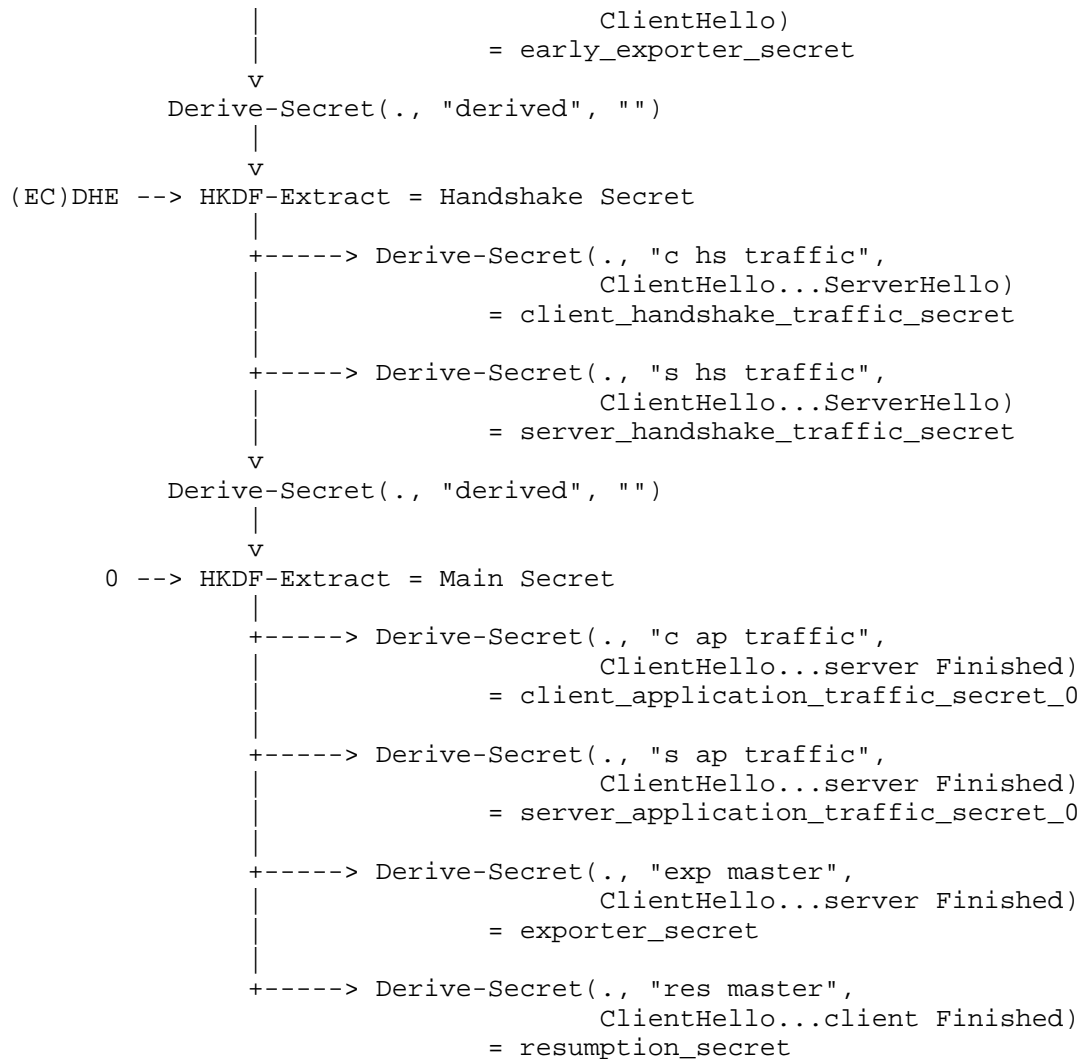 ClientHello)
= early_exporter_secret
v
Derive-Secret(., "derived", "")
|
v
(EC)DHE --> HKDF-Extract = Handshake Secret
|
+-----> Derive-Secret(., "c hs traffic",
| ClientHello...ServerHello)
| = client_handshake_traffic_secret
|
+-----> Derive-Secret(., "s hs traffic",
| ClientHello...ServerHello)
| = server_handshake_traffic_secret
v
Derive-Secret(., "derived", "")
|
v
0 --> HKDF-Extract = Main Secret
|
+-----> Derive-Secret(., "c ap traffic",
| ClientHello...server Finished)
| = client_application_traffic_secret_0
|
+-----> Derive-Secret(., "s ap traffic",
| ClientHello...server Finished)
| = server_application_traffic_secret_0
|
+-----> Derive-Secret(., "exp master",
| ClientHello...server Finished)
| = exporter_secret
|
+-----> Derive-Secret(., "res master",
ClientHello...client Finished)
= resumption_secret